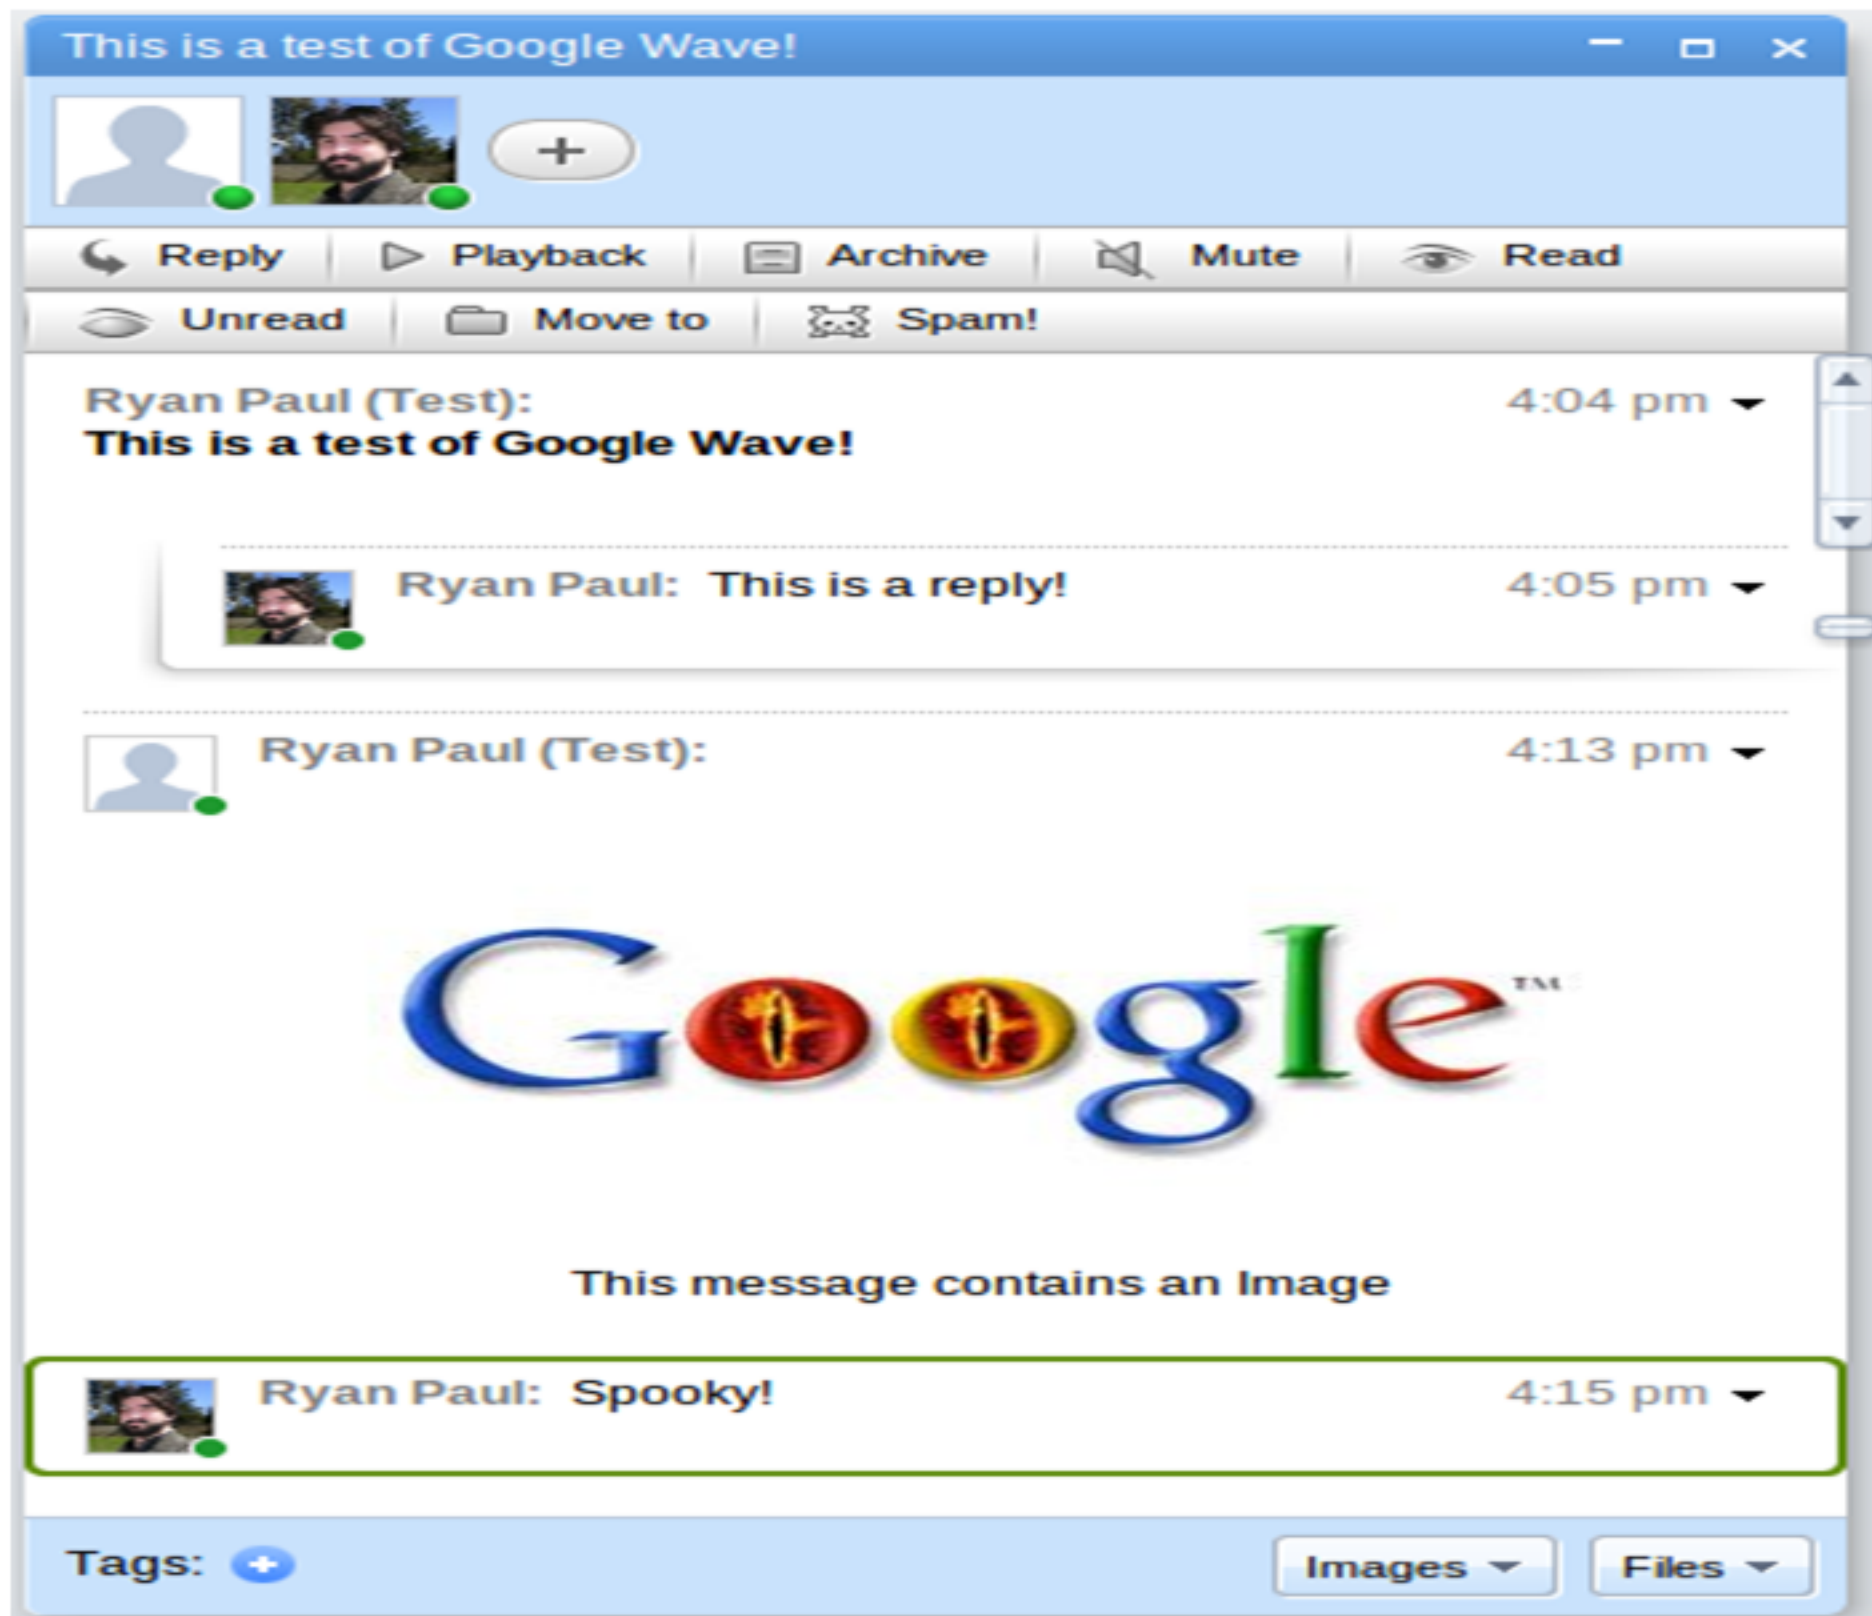 This is a test of Google Wave!
Reply Playback Archive Mute Read
Unread Move to Spam!
Ryan Paul (Test): 4:04 pm
This is a test of Google Wave!
Ryan Paul: This is a reply! 4:05 pm
Ryan Paul (Test): 4:13 pm
Google™
This message contains an Image
Ryan Paul: Spooky! 4:15 pm
Tags: Images Files